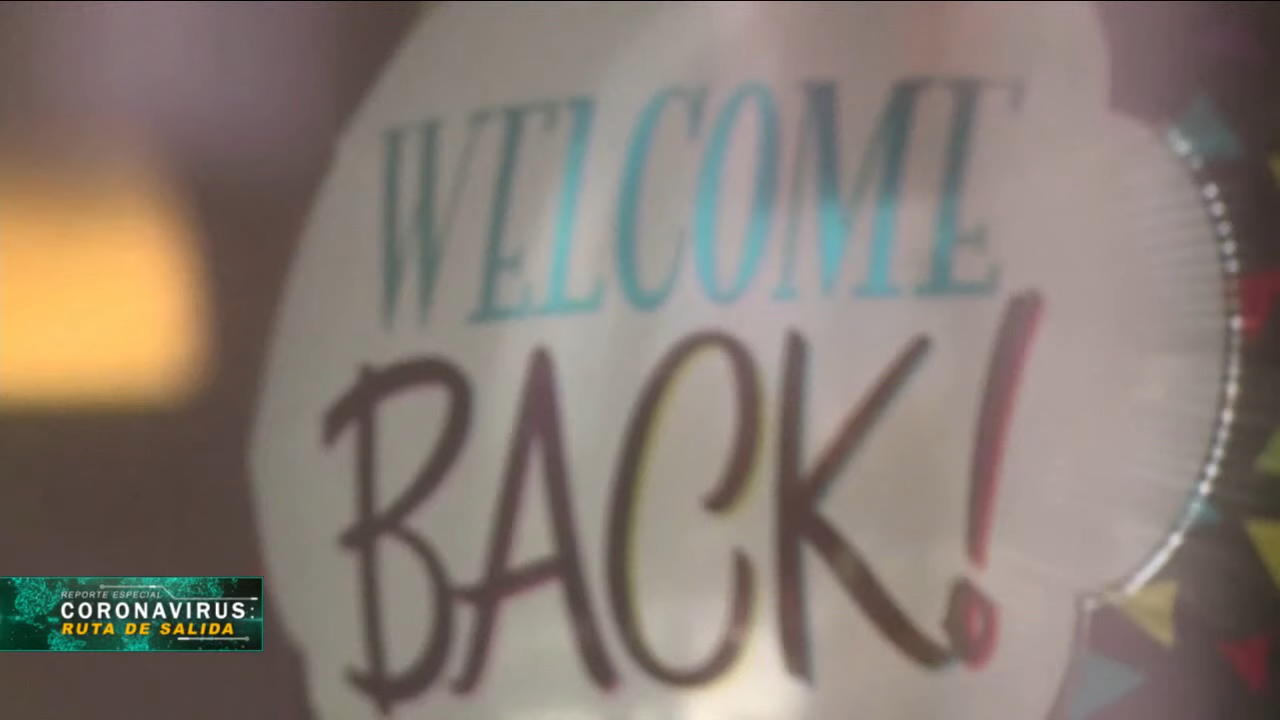 WELCOME
BACK!
REPORTE ESPECIAL
CORONAVIRUS:
RUTA DE SALIDA